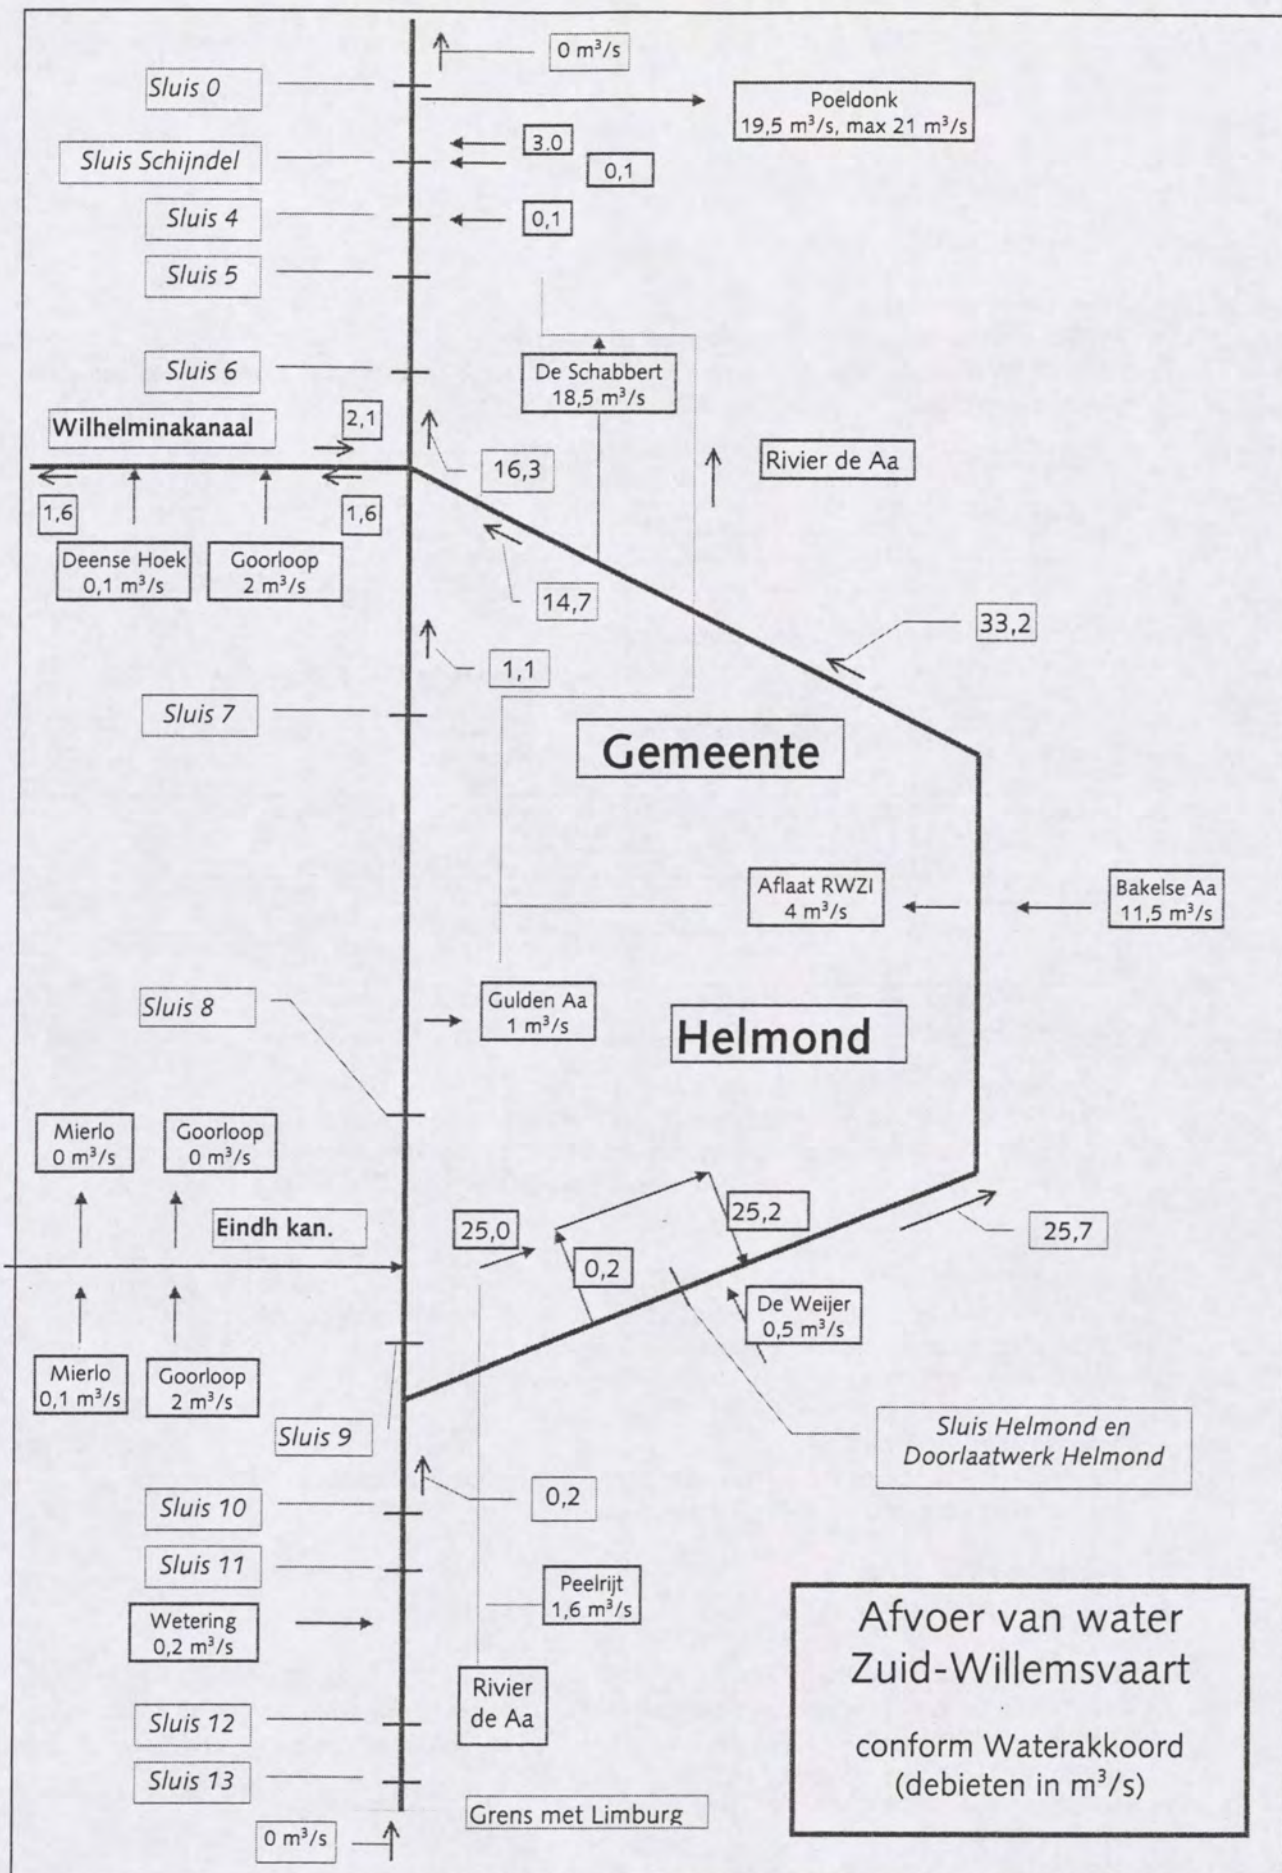 0 m³/s
Sluis 0
Poeldonk
19,5 m³/s, max 21 m³/s
3.0
Sluis Schijndel
0,1
Sluis 4
0,1
Sluis 5
Sluis 6
De Schabbert
18,5 m³/s
Wilhelminakanaal
2,1
16,3
Rivier de Aa
1,6
1,6
Deense Hoek
0,1 m³/s
Goorloop
2 m³/s
14,7
33,2
1,1
Sluis 7
Gemeente
Aflaat RWZI
4 m³/s
Bakelse Aa
11,5 m³/s
Sluis 8
Gulden Aa
1 m³/s
Helmond
Mierlo
0 m³/s
Goorloop
0 m³/s
Eindh kan.
25,0
25,2
25,7
0,2
De Weijer
0,5 m³/s
Mierlo
0,1 m³/s
Goorloop
2 m³/s
Sluis 9
Sluis Helmond en
Doorlaatwerk Helmond
0,2
Sluis 10
Sluis 11
Peelrijt
1,6 m³/s
Wetering
0,2 m³/s
Rivier
de Aa
Sluis 12
Sluis 13
Grens met Limburg
0 m³/s
Afvoer van water
Zuid-Willemsvaart
conform Waterakkoord
(debieten in m³/s)